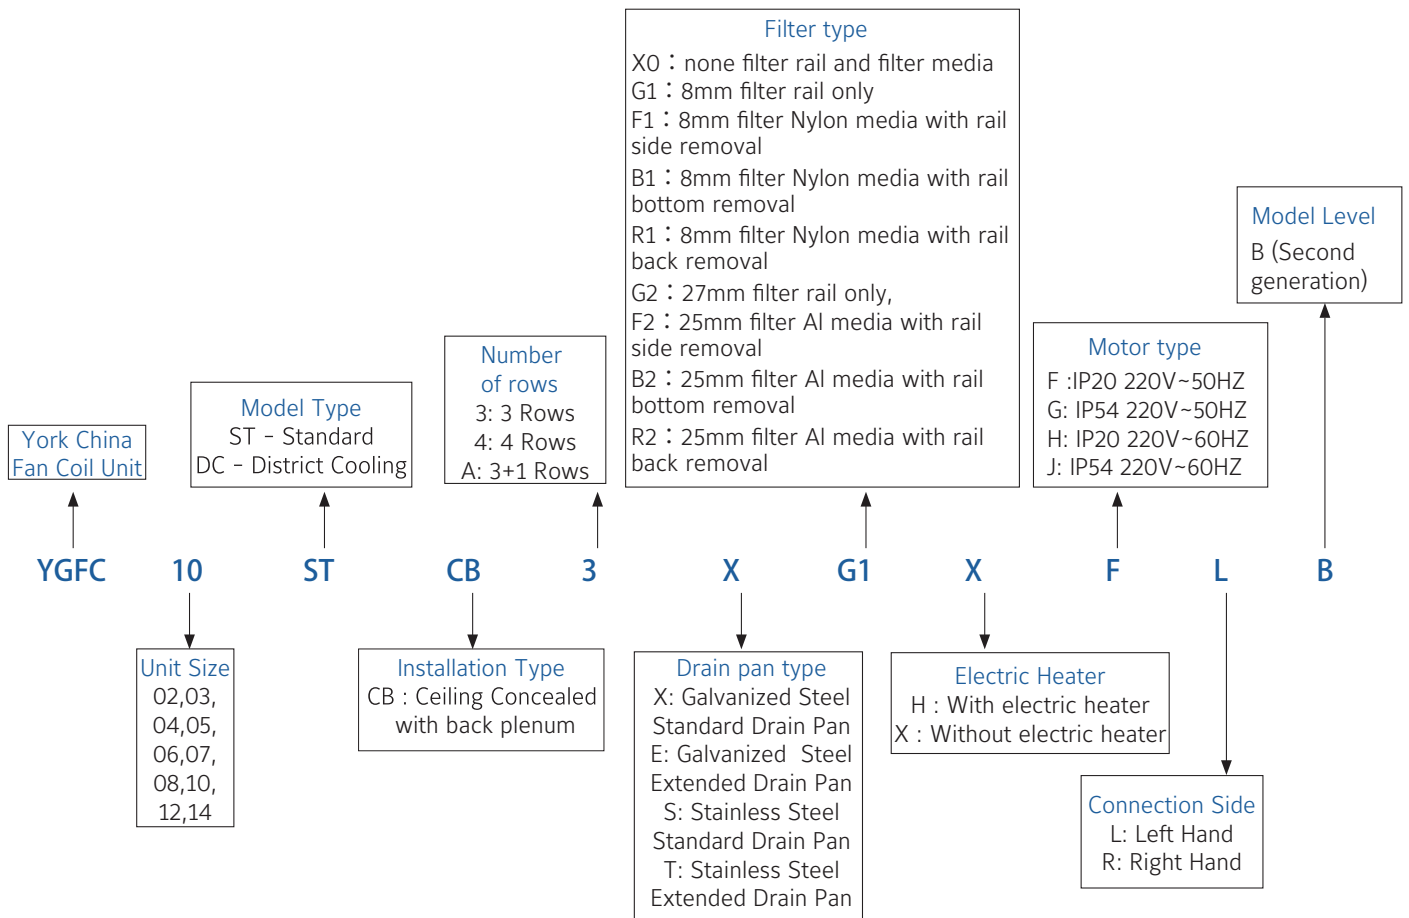 Filter type
X0：none filter rail and filter media
G1：8mm filter rail only
F1：8mm filter Nylon media with rail
side removal
B1：8mm filter Nylon media with rail
bottom removal
R1：8mm filter Nylon media with rail
back removal
G2：27mm filter rail only,
F2：25mm filter Al media with rail
side removal
B2：25mm filter Al media with rail
bottom removal
R2：25mm filter Al media with rail
back removal
Model Level
B (Second
generation)
Number
of rows
3: 3 Rows
4: 4 Rows
A: 3+1 Rows
Motor type
F :IP20 220V~50HZ
G: IP54 220V~50HZ
H: IP20 220V~60HZ
J: IP54 220V~60HZ
Model Type
ST – Standard
DC – District Cooling
York China
Fan Coil Unit
YGFC 10 ST CB 3 X G1 X F L B
Unit Size
02,03,
04,05,
06,07,
08,10,
12,14
Installation Type
CB : Ceiling Concealed
with back plenum
Drain pan type
X: Galvanized Steel
Standard Drain Pan
E: Galvanized Steel
Extended Drain Pan
S: Stainless Steel
Standard Drain Pan
T: Stainless Steel
Extended Drain Pan
Electric Heater
H : With electric heater
X : Without electric heater
Connection Side
L: Left Hand
R: Right Hand